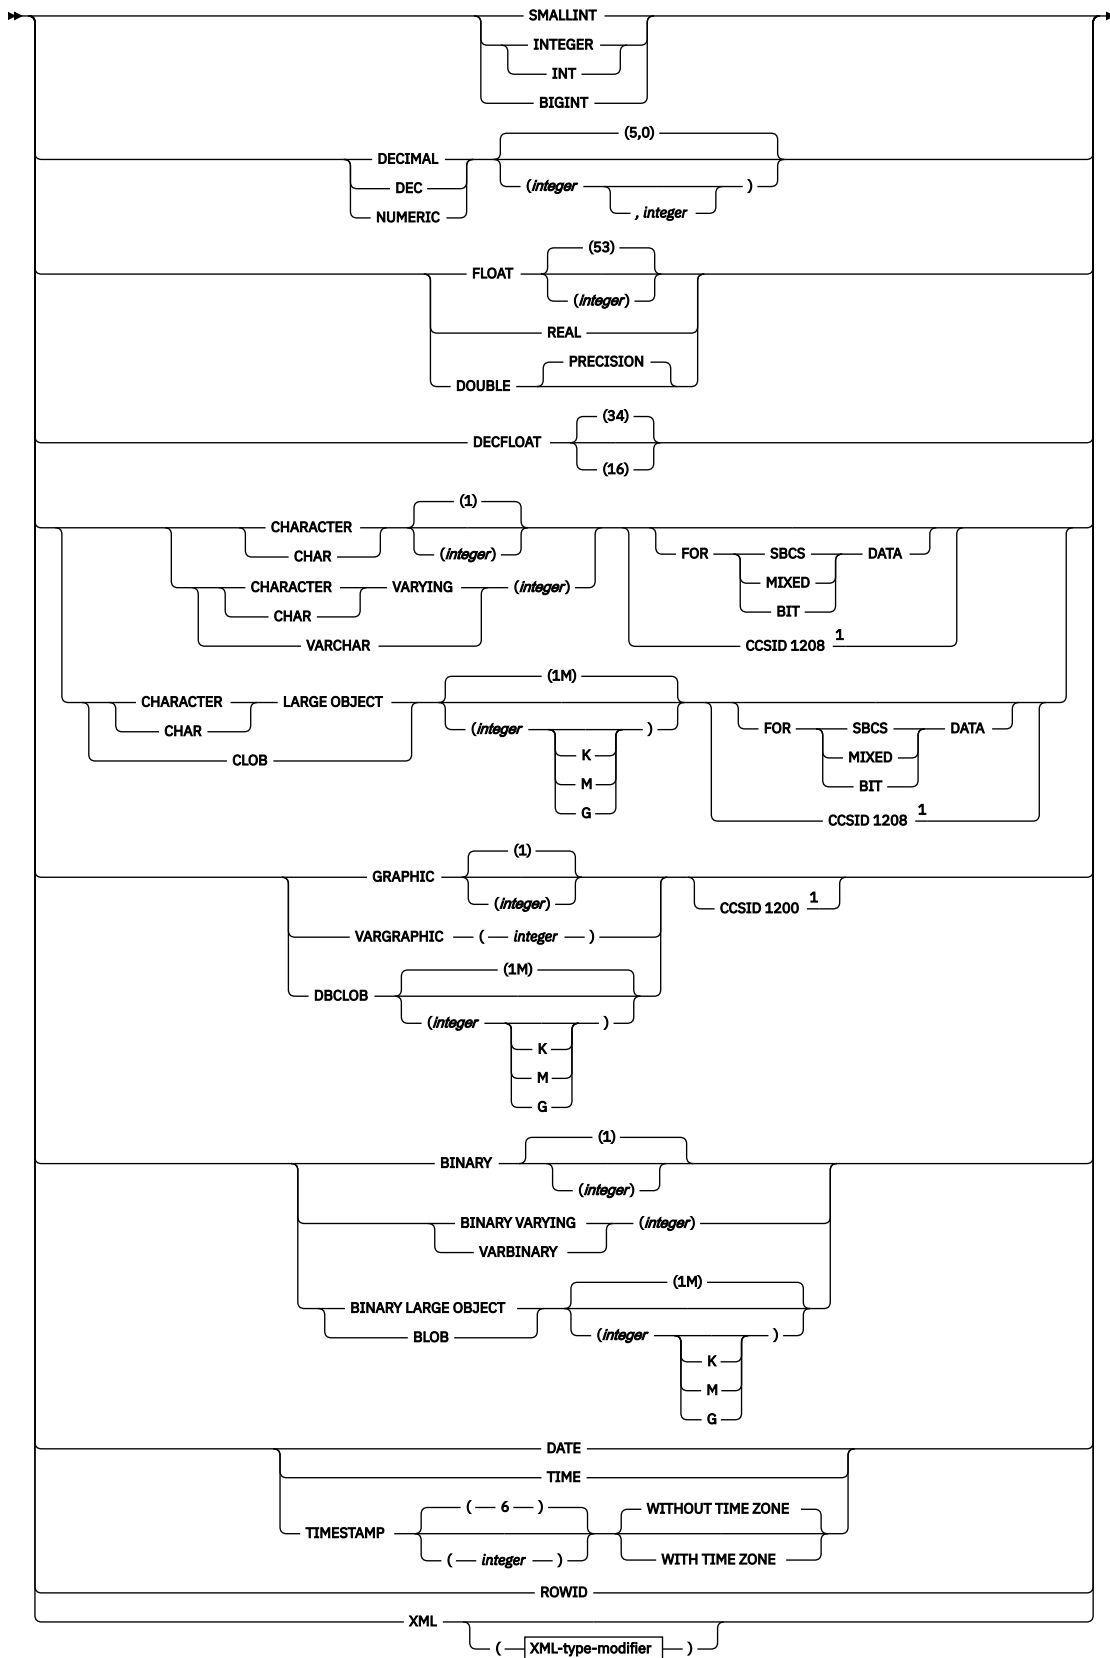 SMALLINT
INTEGER
INT
BIGINT
(5,0)
DECIMAL
(integer )
DEC
, integer
NUMERIC
(53)
FLOAT
(integer)
REAL
PRECISION
DOUBLE
(34)
DECFLOAT
(16)
(1)
CHARACTER
FOR SBCS DATA
CHAR (integer)
MIXED
CHARACTER VARYING (integer)
CHAR
BIT
VARCHAR
CCSID 1208 1
(1M)
CHARACTER LARGE OBJECT
(integer ) FOR SBCS DATA
CHAR
K
MIXED
CLOB
M
BIT
G
CCSID 1208 1
(1)
GRAPHIC
(integer)
CCSID 1200 1
VARGRAPHIC ( integer )
(1M)
DBCLOB
(integer )
K
M
G
(1)
BINARY
(integer)
BINARY VARYING (integer)
VARBINARY
(1M)
BINARY LARGE OBJECT
BLOB (integer )
K
M
G
DATE
TIME
( 6 ) WITHOUT TIME ZONE
TIMESTAMP
( integer ) WITH TIME ZONE
ROWID
XML
( XML-type-modifier )